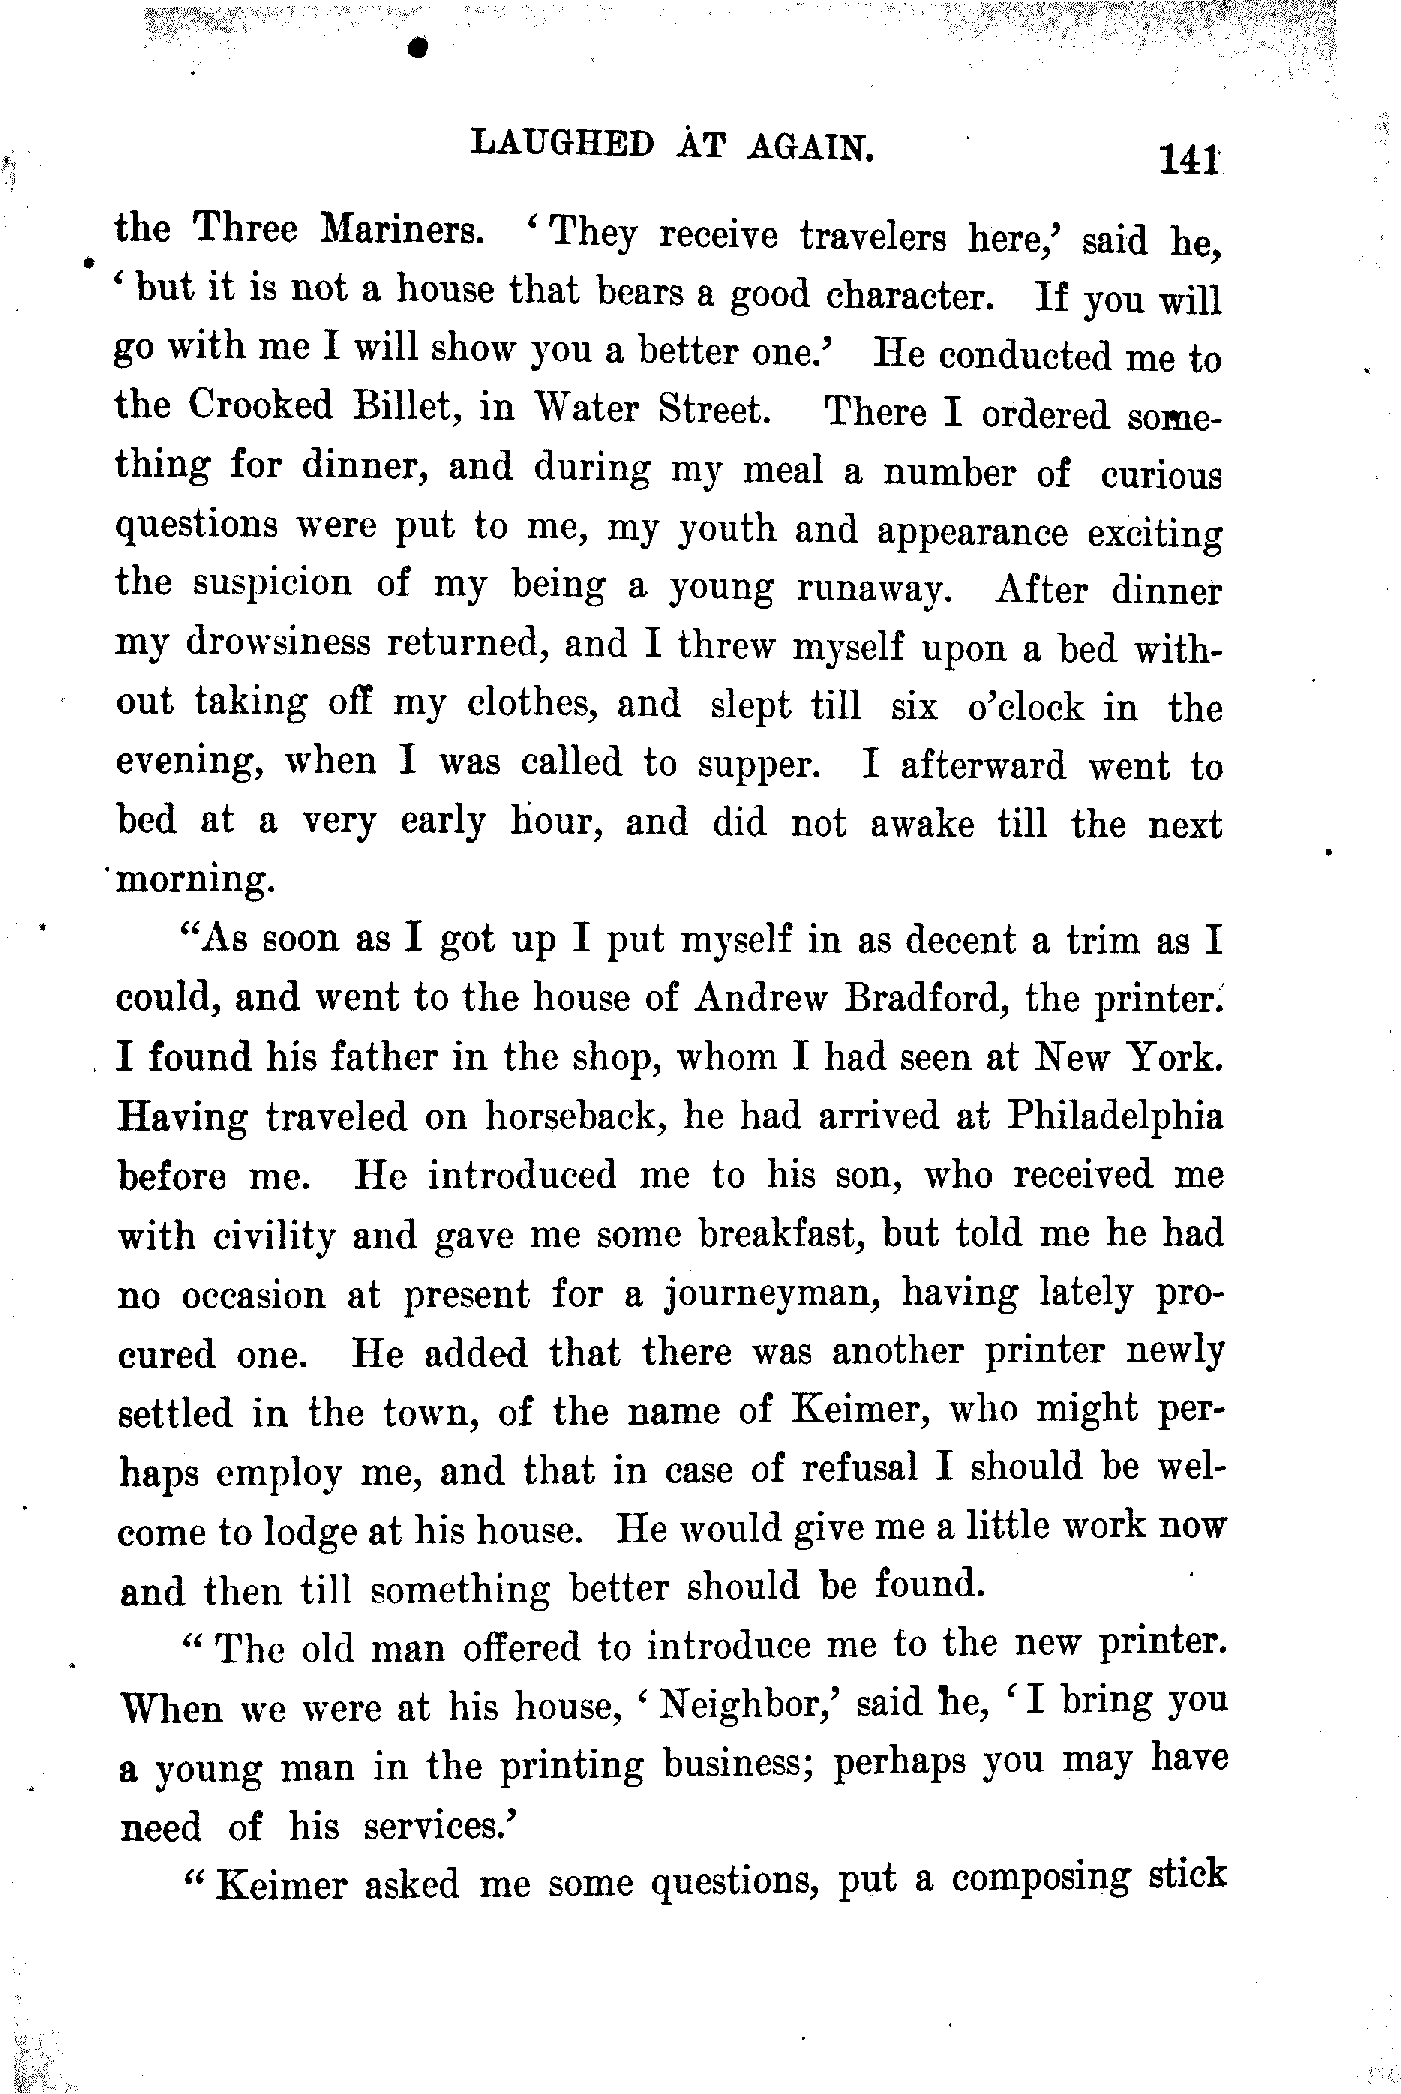 LAUGHED AT AGAIN. 141
the Three Mariners. ‘ They receive travelers here,’ said he,
‘ but it is not a house that bears a good character. If you will
go with me I will show you a better one.’ He conducted me to
the Crooked Billet, in Water Street. There I ordered some-
thing for dinner, and during my meal a number of curious
questions were put to me, my youth and appearance exciting
the suspicion of my being a young runaway. After dinner
my drowsiness returned, and I threw myself upon a bed with-
out taking off my clothes, and slept till six o’clock in the
evening, when I was called to supper. I afterward went to
bed at a very early hour, and did not awake till the next
morning.
“As soon as I got up I put myself in as decent a trim as I
could, and went to the house of Andrew Bradford, the printer.
I found his father in the shop, whom I had seen at New York.
Having traveled on horseback, he had arrived at Philadelphia
before me. He introduced me to his son, who received me
with civility and gave me some breakfast, but told me he had
no occasion at present for a journeyman, having lately pro-
cured one. He added that there was another printer newly
settled in the town, of the name of Keimer, who might per-
haps employ me, and that in case of refusal I should be wel-
come to lodge at his house. He would give me a little work now
and then till something better should be found.
“ The old man offered to introduce me to the new printer.
When we were at his house, ‘ Neighbor,’ said he, ‘ I bring you
a young man in the printing business; perhaps you may have
need of his services.’
“ Keimer asked me some questions, put a composing stick